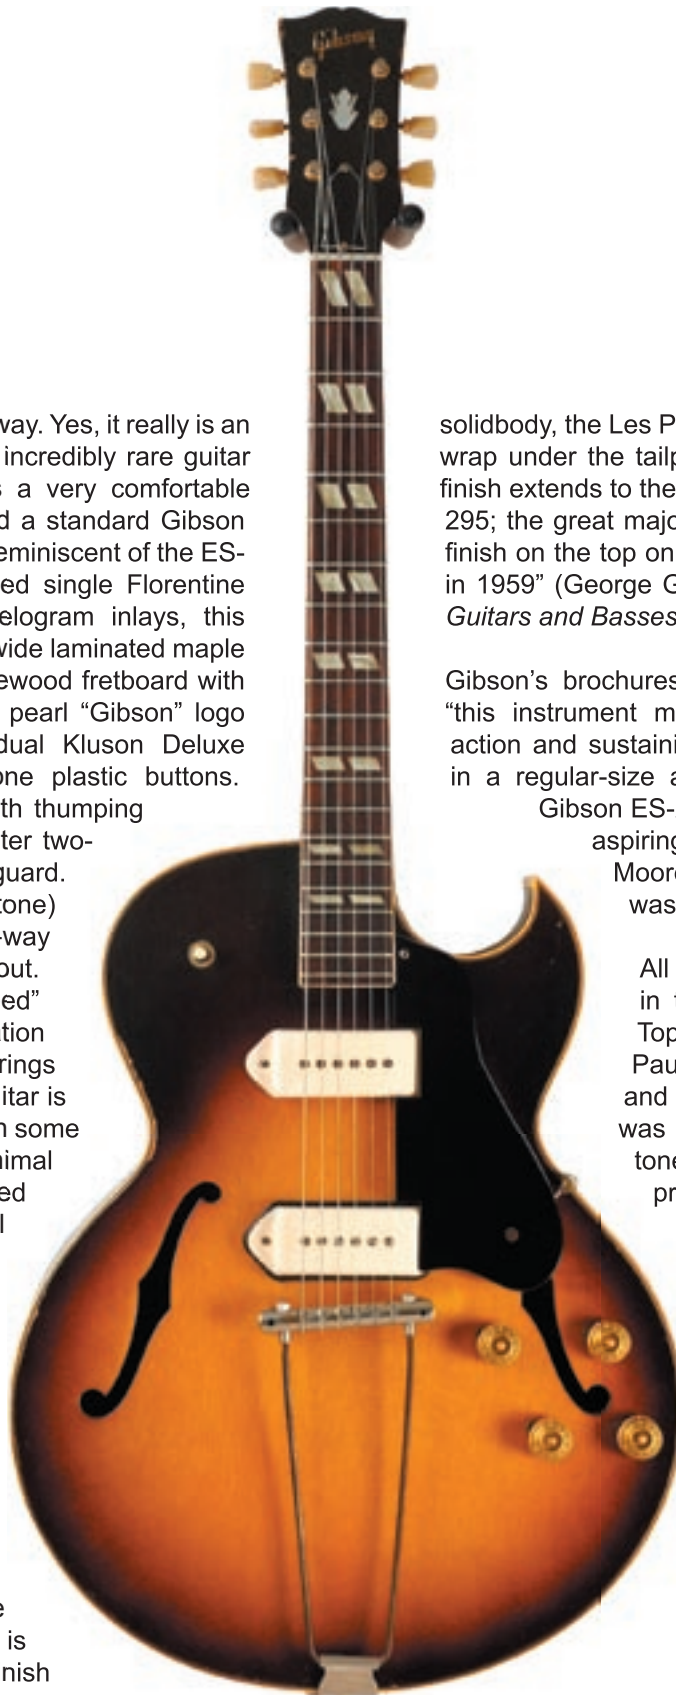 Gibson
way. Yes, it really is an
incredibly rare guitar
a very comfortable
a standard Gibson
eminiscent of the ES-
ed single Florentine
elogram inlays, this
wide laminated maple
ewood fretboard with
pearl “Gibson” logo
dual Kluson Deluxe
one plastic buttons.
th thumping
ter two-
guard.
tone)
-way
out.
ed”
ation
rings
itar is
some
nimal
ed
is
nish
solidbody, the Les P
wrap under the tailp
finish extends to the
295; the great majo
finish on the top on
in 1959” (George G
Guitars and Basses
Gibson’s brochures
“this instrument m
action and sustaini
in a regular-size a
Gibson ES-
aspiring
Moore
was
All
in t
Top
Pau
and
was
tone
pr